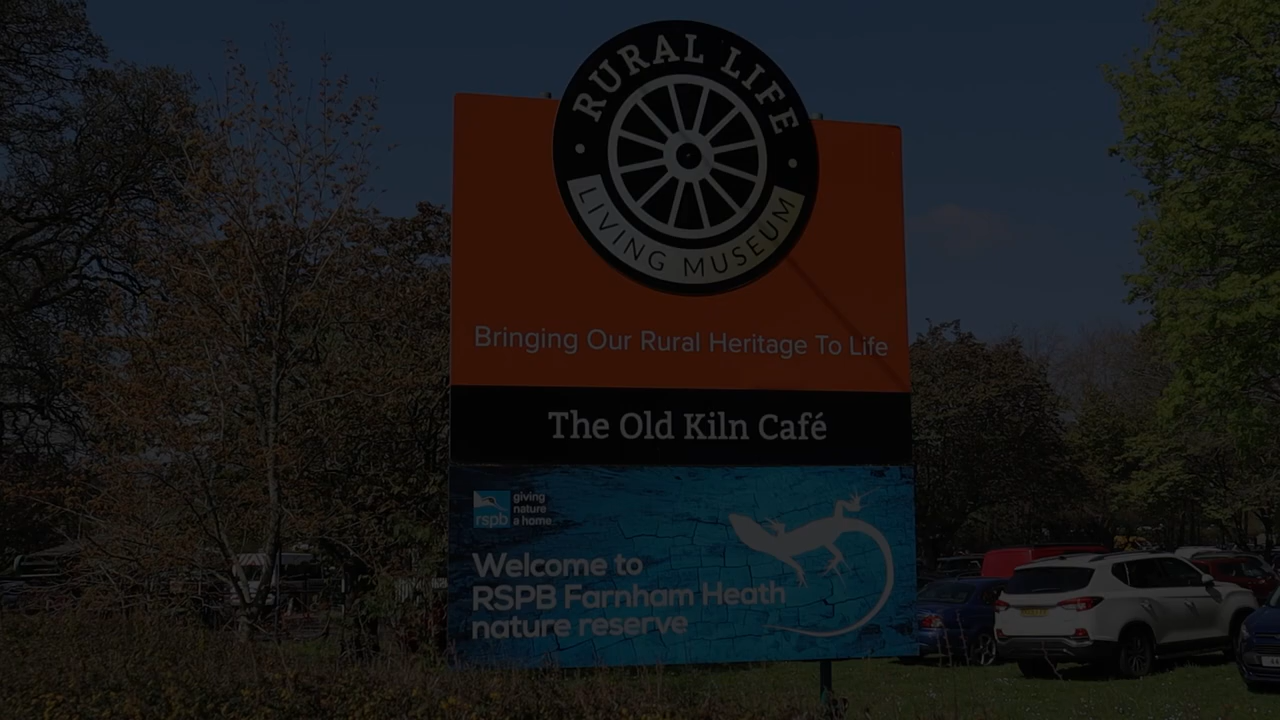 RURAL LIFE
LIVING MUSEUM
Bringing Our Rural Heritage To Life
The Old Kiln Café
rspb
giving
nature
a home
Welcome to
RSPB Farnham Heath
nature reserve